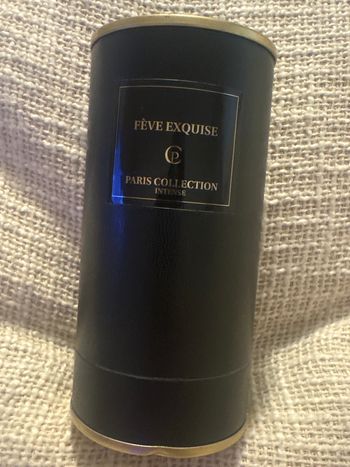 FÈVE EXQUISE
CP
PARIS COLLECTION
INTENSE